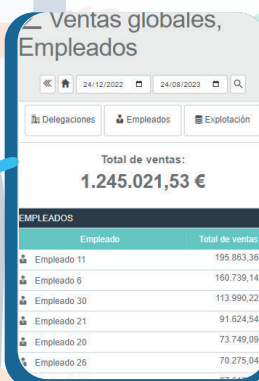 Ventas globales,
Empleados
24/12/2022 24/08/2023
Delegaciones Empleados Explotación
Total de ventas:
1.245.021,53 €
EMPLEADOS
Empleado Total de ventas
Empleado 11 195.863,36
Empleado 6 160.739,14
Empleado 30 113.990,22
Empleado 21 91.624,54
Empleado 20 73.749,09
Empleado 26 70.275,04